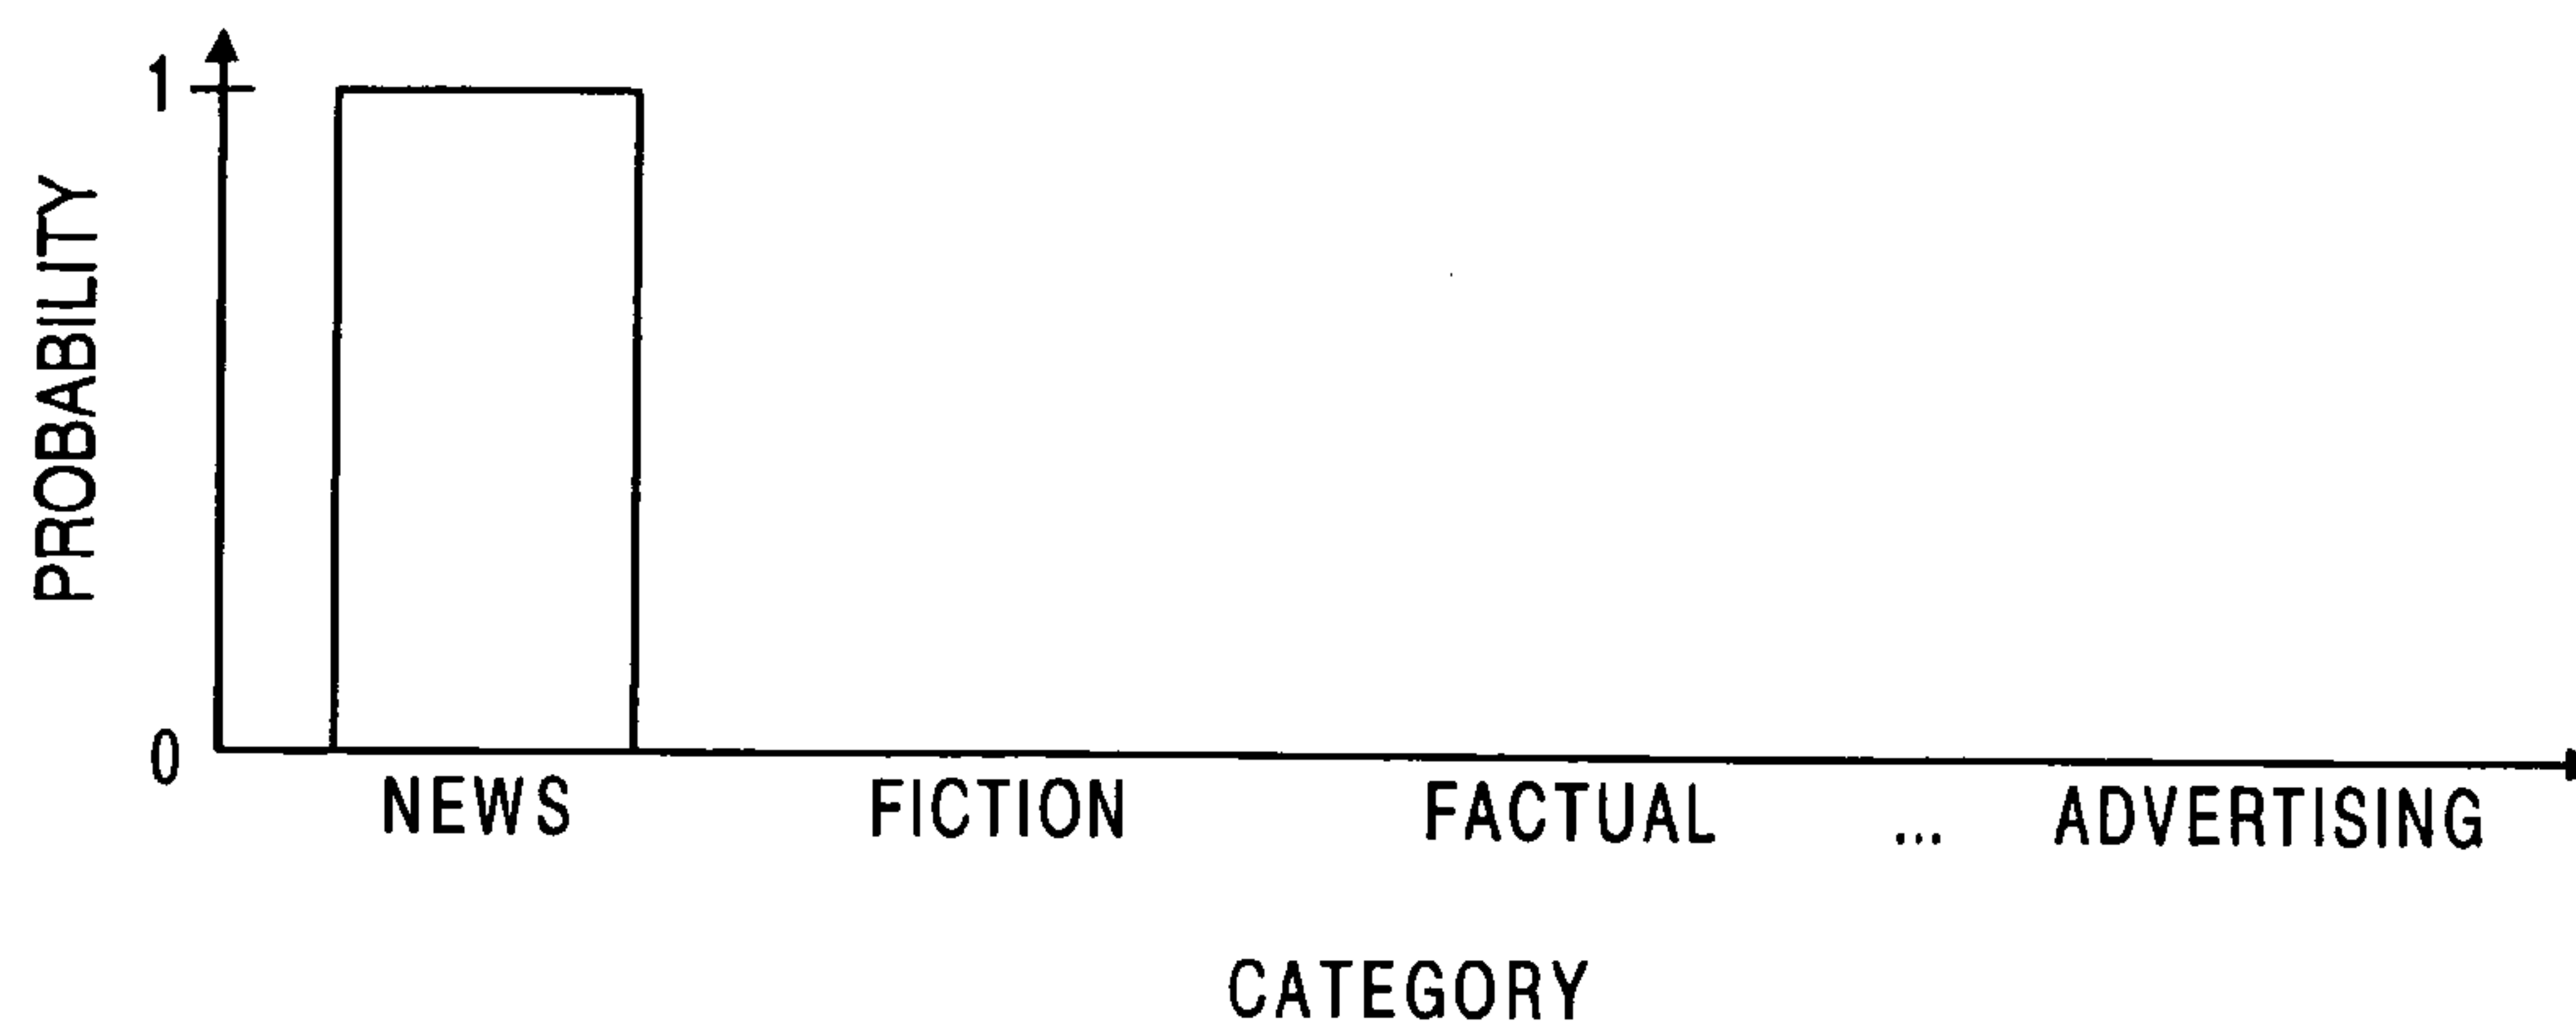 1
PROBABILITY
0
NEWS FICTION FACTUAL ... ADVERTISING
CATEGORY